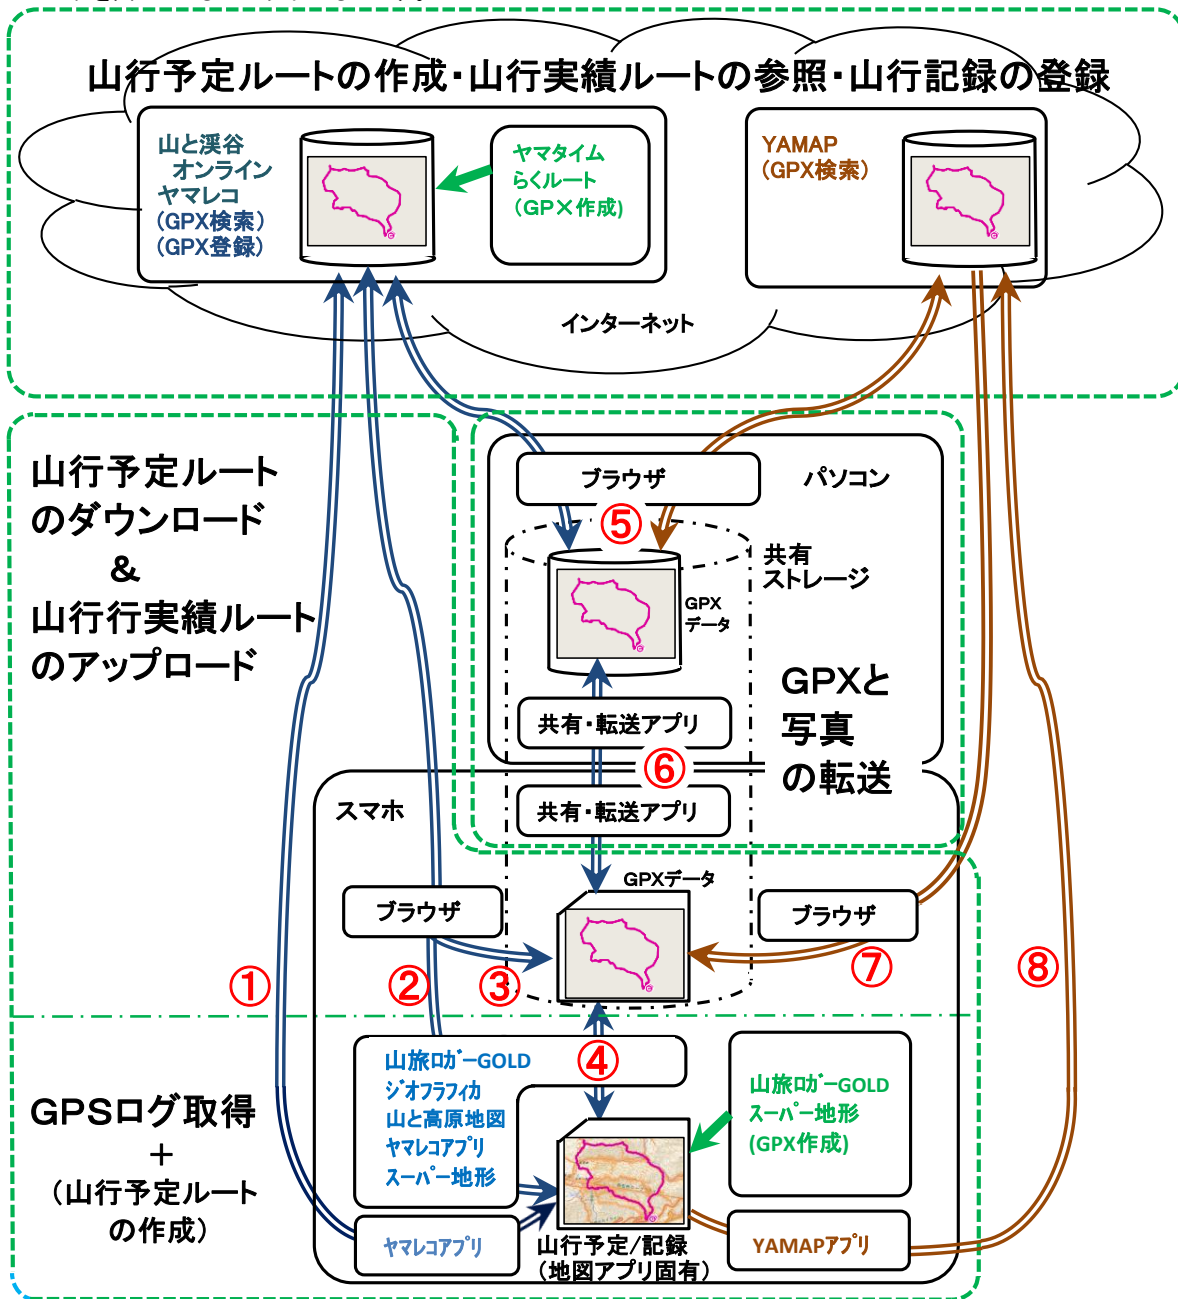 山行予定ルートの作成・山行実績ルートの参照・山行記録の登録
山と渓谷
オンライン
ヤマレコ
(GPX検索)
(GPX登録)
ヤマタイム
らくルート
(GPX作成)
YAMAP
(GPX検索)
インターネット
山行予定ルート
のダウンロード
&
山行行実績ルート
のアップロード
ブラウザ
パソコン
⑤
共有
ストレージ
GPX
データ
GPXと
写真
の転送
共有・転送アプリ
⑥
共有・転送アプリ
スマホ
GPXデータ
ブラウザ
ブラウザ
①
②
③
⑦
⑧
④
山旅ロガーGOLD
ジオフラフィカ
山と高原地図
ヤマレコアプリ
スーパー地形
山旅ロガーGOLD
スーパー地形
(GPX作成)
GPSログ取得
+
(山行予定ルート
の作成)
ヤマレコアプリ
山行予定/記録
(地図アプリ固有)
YAMAPアプリ